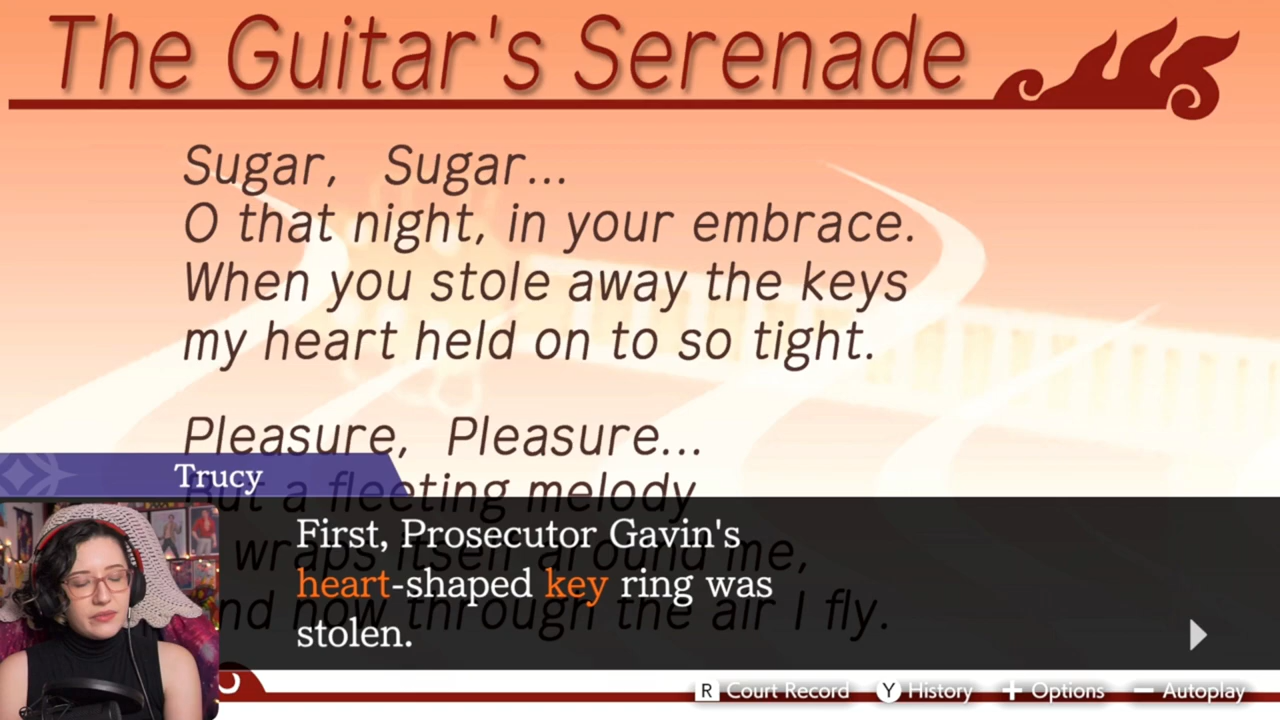 The Guitar's Serenade
Sugar, Sugar...
O that night, in your embrace.
When you stole away the keys
my heart held on to so tight.
Pleasure, Pleasure...
But a fleeting melody
wraps itself around me,
nd now through the air I fly.
Trucy
First, Prosecutor Gavin's
heart-shaped key ring was
stolen.
R Court Record Y History + Options − Autoplay